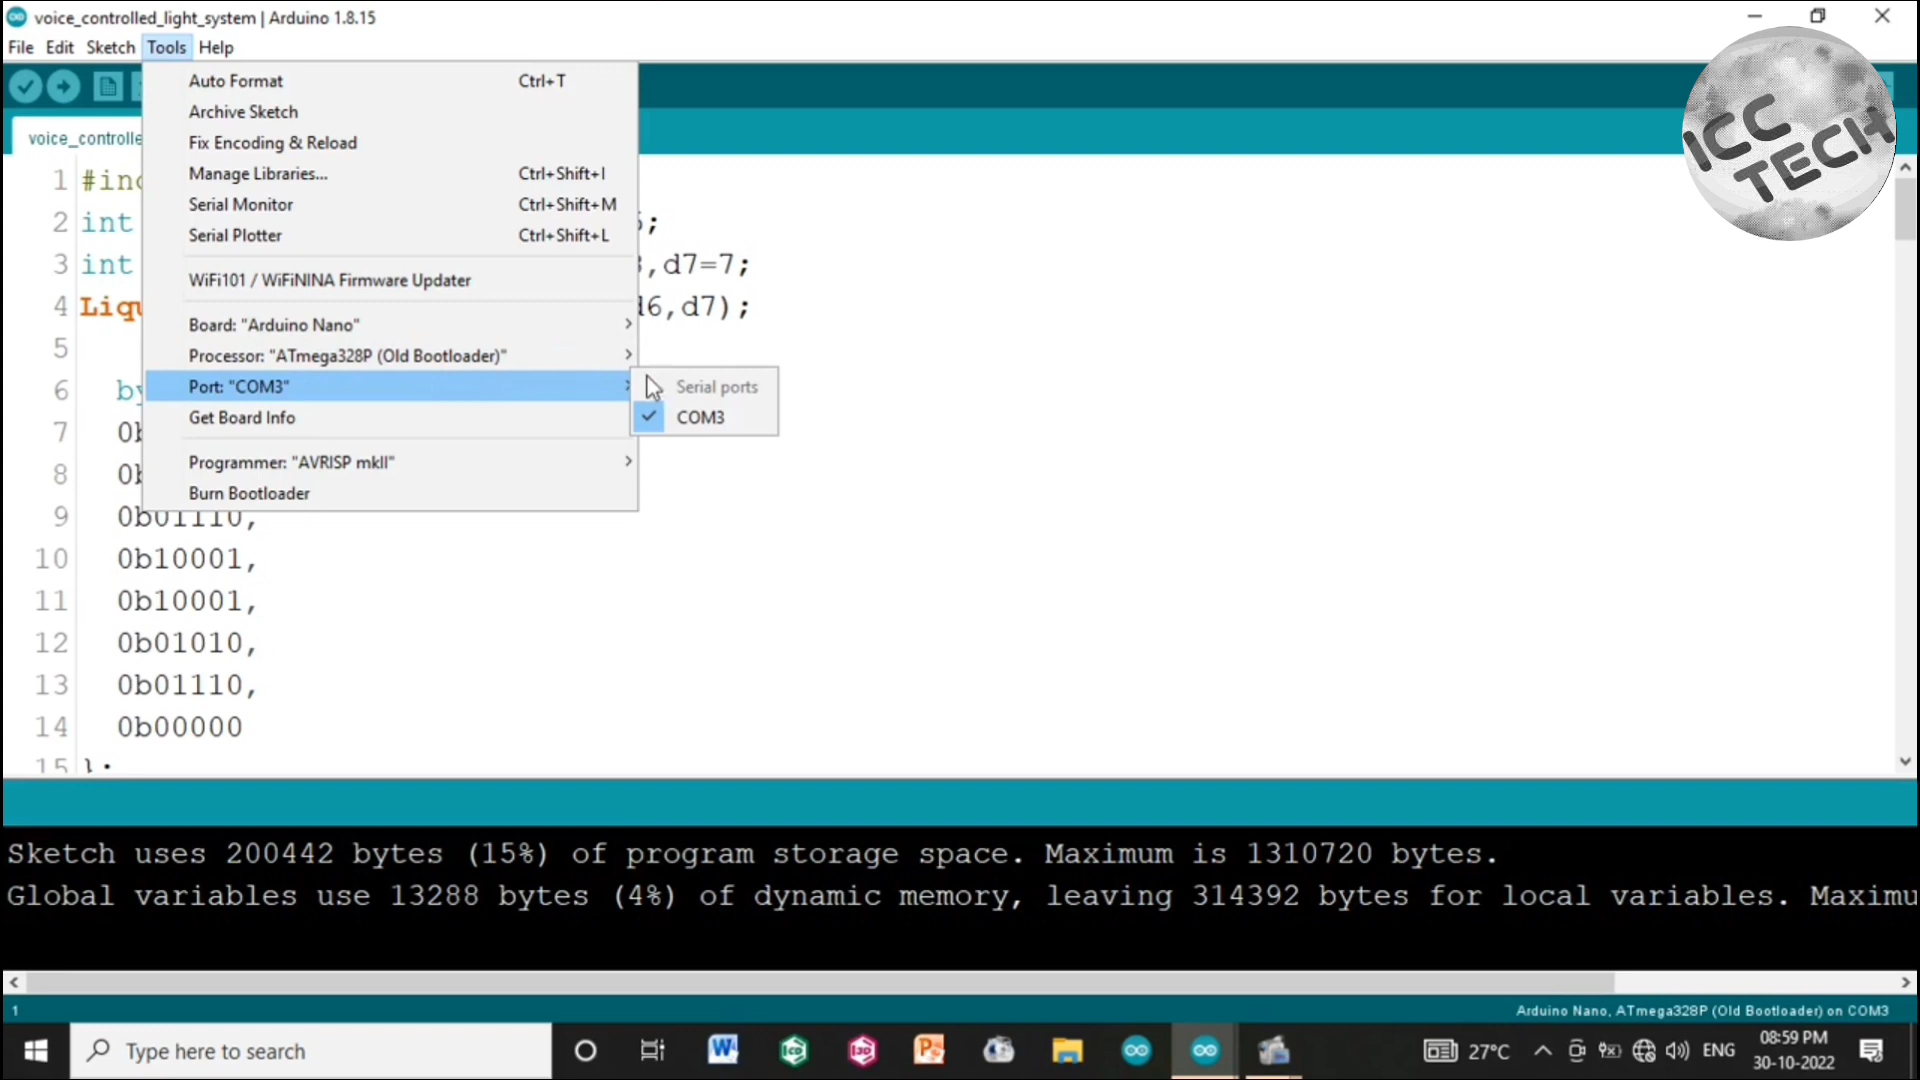 voice_controlled_light_system | Arduino 1.8.15
File Edit Sketch Tools Help
Auto Format Ctrl+T
Archive Sketch
Fix Encoding & Reload
Manage Libraries... Ctrl+Shift+I
Serial Monitor Ctrl+Shift+M
Serial Plotter Ctrl+Shift+L
WiFi101 / WiFiNINA Firmware Updater
Board: "Arduino Nano"
Processor: "ATmega328P (Old Bootloader)"
Port: "COM3"
Get Board Info
Programmer: "AVRISP mkII"
Burn Bootloader
Serial ports
COM3
ICC
TECH
voice_controlle
1 #inc
2 int ;
3 int ,d7=7;
4 Liqu d6,d7);
5
6 by
7 0b
8 0b
9 0b01110,
10 0b10001,
11 0b10001,
12 0b01010,
13 0b01110,
14 0b00000
15 };
Sketch uses 200442 bytes (15%) of program storage space. Maximum is 1310720 bytes.
Global variables use 13288 bytes (4%) of dynamic memory, leaving 314392 bytes for local variables. Maximu
1 Arduino Nano, ATmega328P (Old Bootloader) on COM3
Type here to search 27°C ENG 08:59 PM
30-10-2022